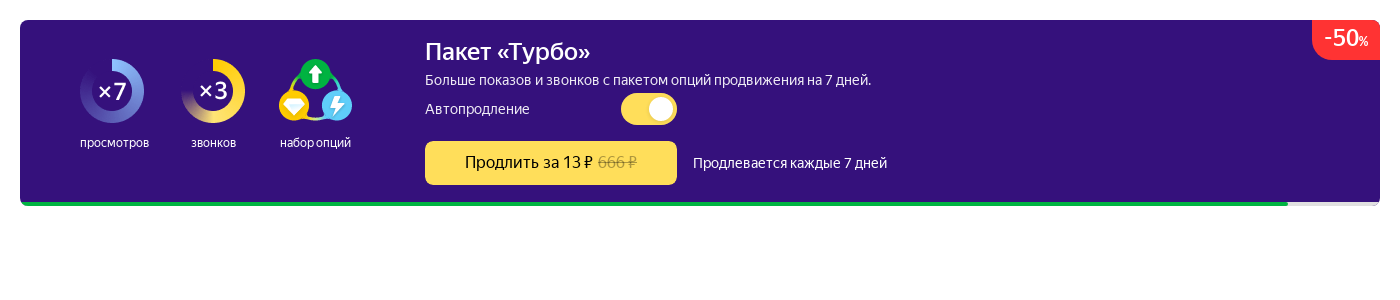 ×7
просмотров
×3
звонков
набор опций
Пакет «Турбо»
Больше показов и звонков с пакетом опций продвижения на 7 дней.
Автопродление
Продлить за 13 ₽ 666 ₽
Продлевается каждые 7 дней
-50%